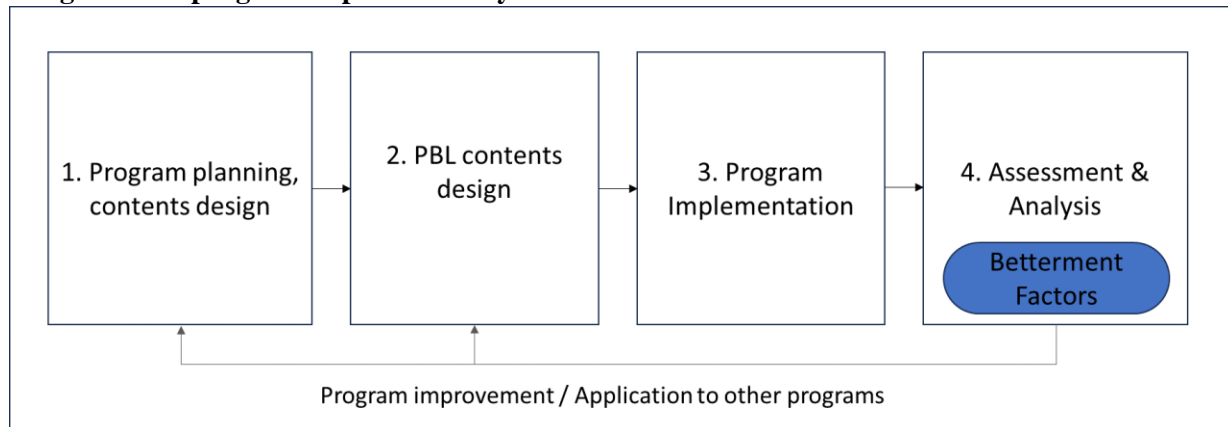 1. Program planning,
contents design
2. PBL contents
design
3. Program
Implementation
4. Assessment &
Analysis
Betterment
Factors
Program improvement / Application to other programs